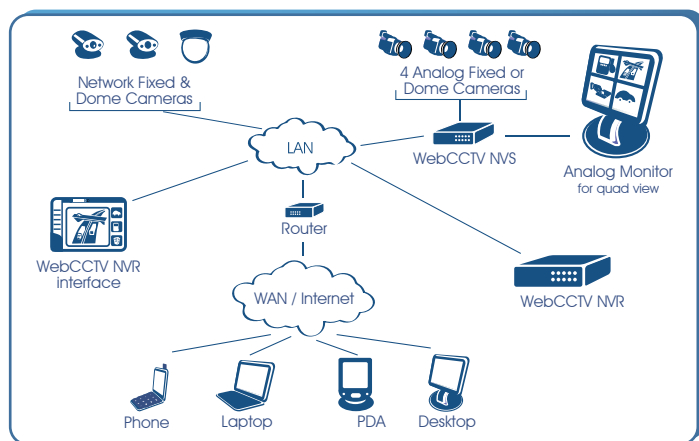 Network Fixed &
Dome Cameras
4 Analog Fixed or
Dome Cameras
LAN
WebCCTV NVS
Analog Monitor
for quad view
Router
WebCCTV NVR
interface
WAN / Internet
WebCCTV NVR
Phone
Laptop
PDA
Desktop